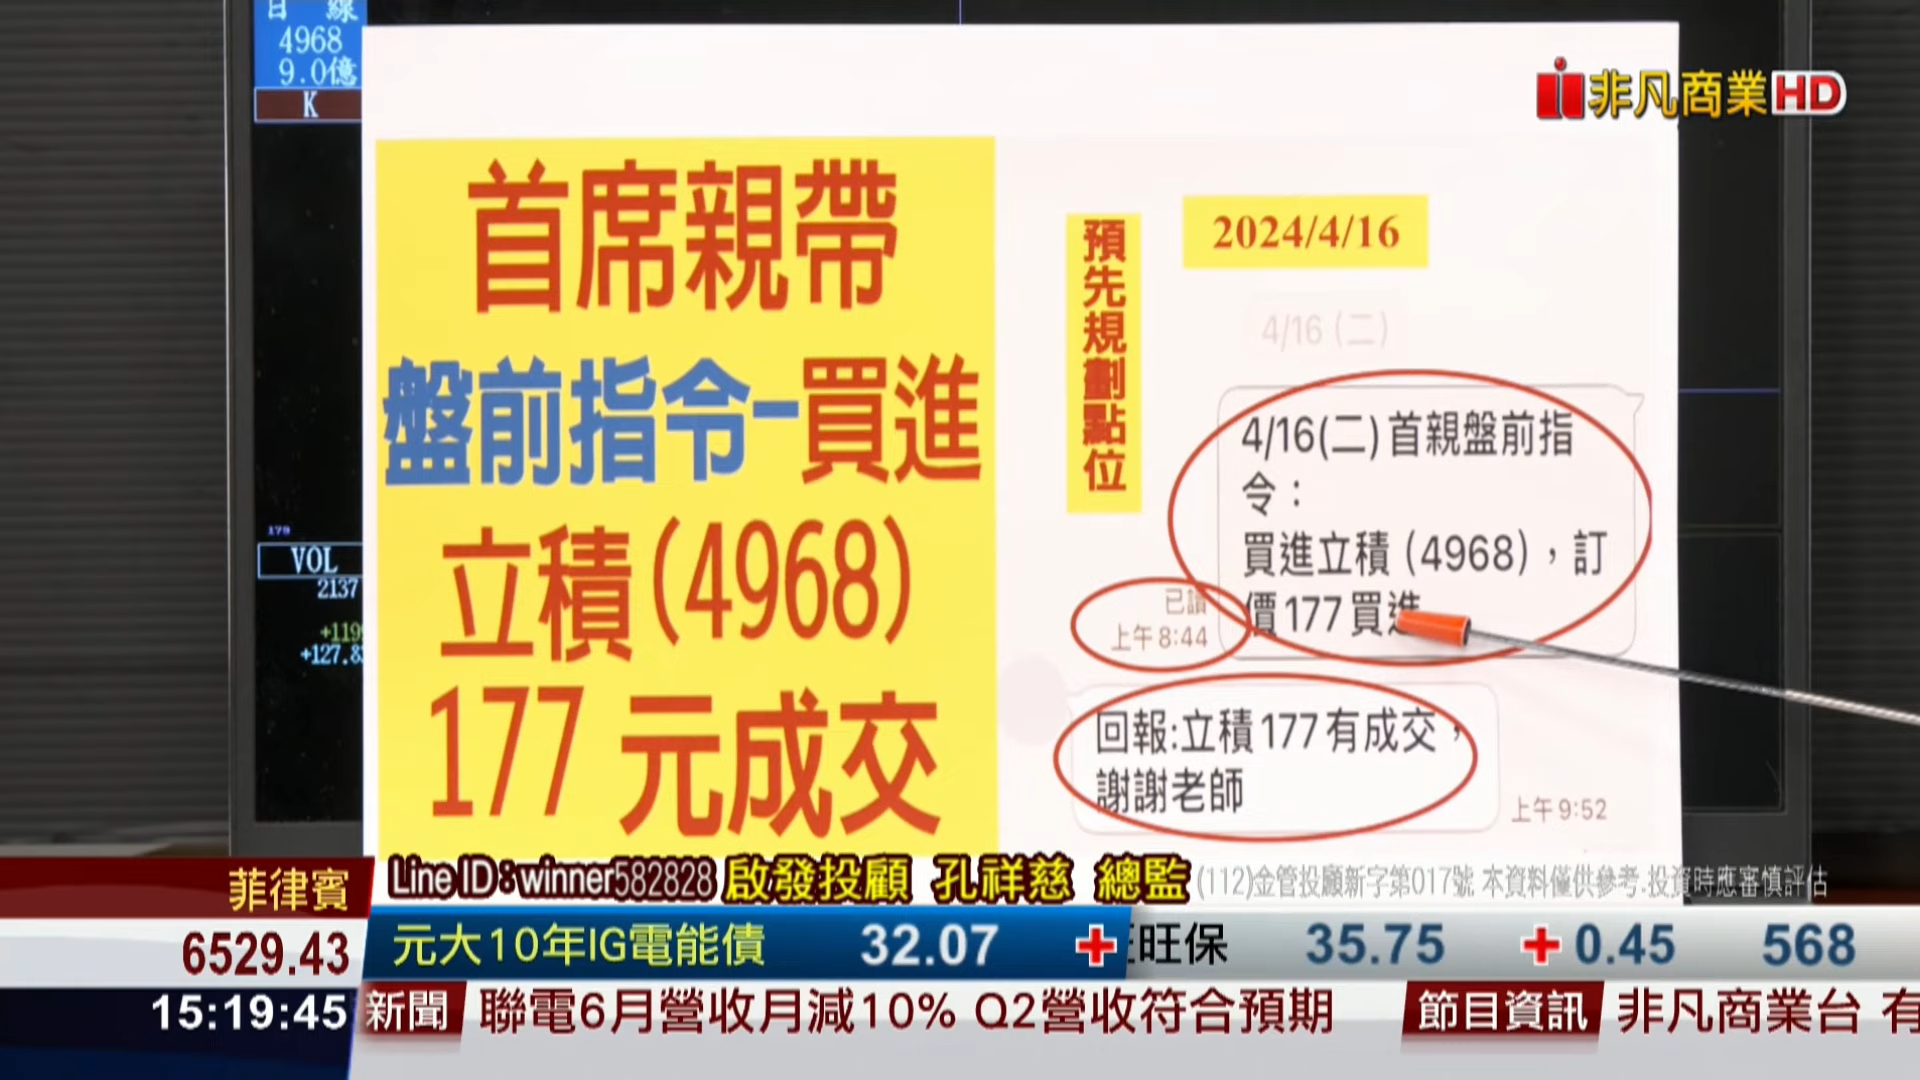 日 線
4968
9.0億
K
179
VOL
2137
非凡商業HD
首席親帶
盤前指令-買進
立積(4968)
177元成交
預先規劃點位
2024/4/16
4/16 (二)
4/16(二)首親盤前指
令：
買進立積 (4968)，訂
價177買進
已讀
上午8:44
回報:立積177有成交，
謝謝老師
上午9:52
Line ID:winner582828 啟發投顧 孔祥慈 總監 (112)金管投顧新字第017號 本資料僅供參考.投資時應審慎評估
菲律賓
6529.43
15:19:45
元大10年IG電能債 32.07 + 旺保 35.75 + 0.45 568
新聞 聯電6月營收月減10% Q2營收符合預期 節目資訊 非凡商業台 有